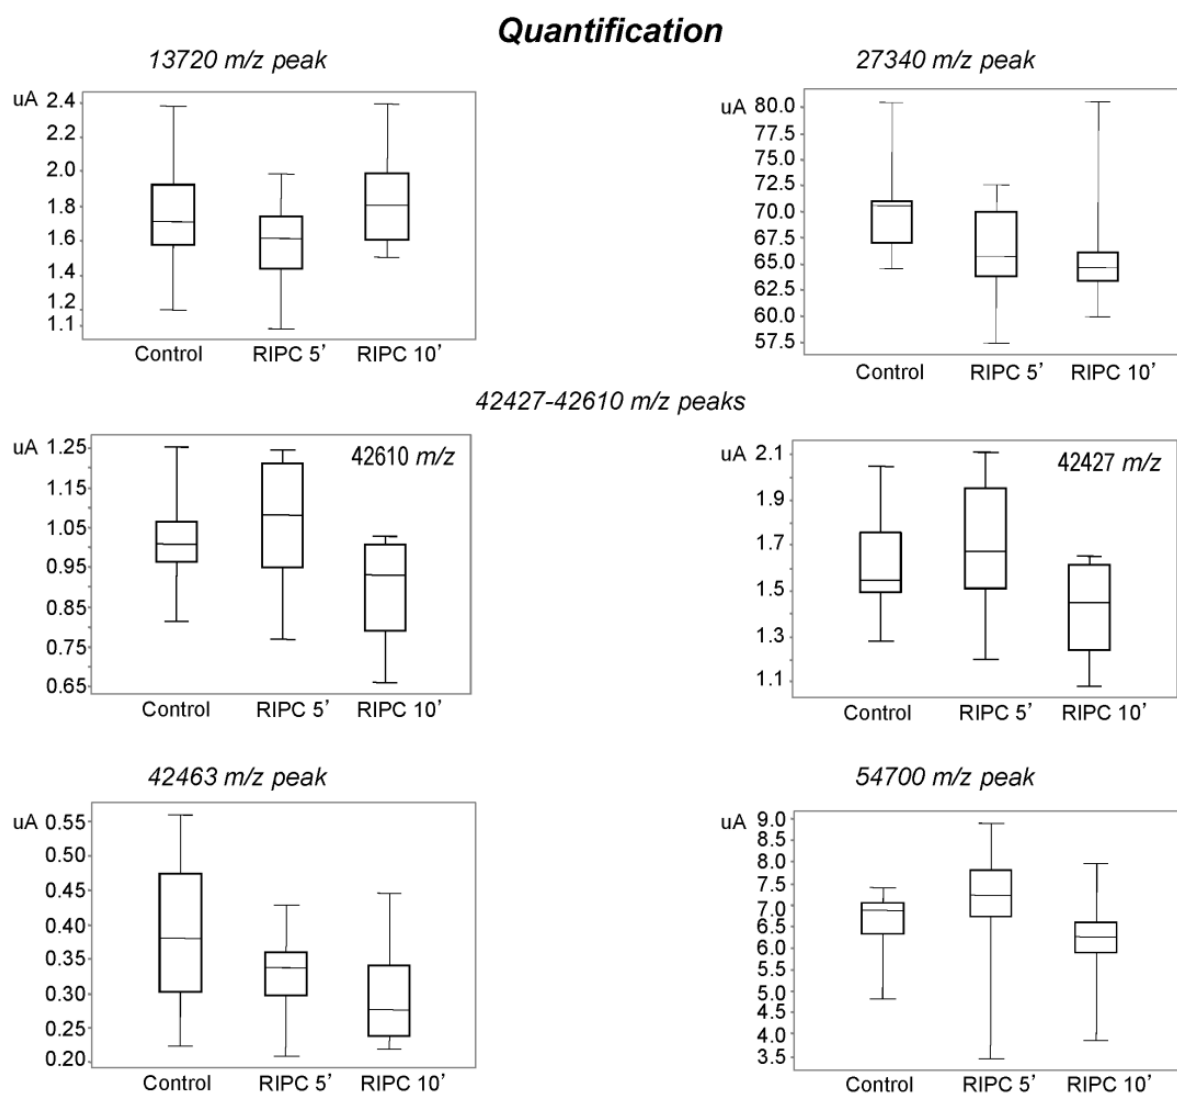 Quantification
13720 m/z peak
uA
2.4
2.2
2.0
1.8
1.6
1.4
1.2
1.1
Control RIPC 5’ RIPC 10’
27340 m/z peak
uA
80.0
77.5
75.0
72.5
70.0
67.5
65.0
62.5
60.0
57.5
Control RIPC 5’ RIPC 10’
42427-42610 m/z peaks
uA
1.25
1.15
1.05
0.95
0.85
0.75
0.65
42610 m/z
Control RIPC 5’ RIPC 10’
uA
2.1
1.9
1.7
1.5
1.3
1.1
42427 m/z
Control RIPC 5’ RIPC 10’
42463 m/z peak
uA
0.55
0.50
0.45
0.40
0.35
0.30
0.25
0.20
Control RIPC 5’ RIPC 10’
54700 m/z peak
uA
9.0
8.5
8.0
7.5
7.0
6.5
6.0
5.5
5.0
4.5
4.0
3.5
Control RIPC 5’ RIPC 10’